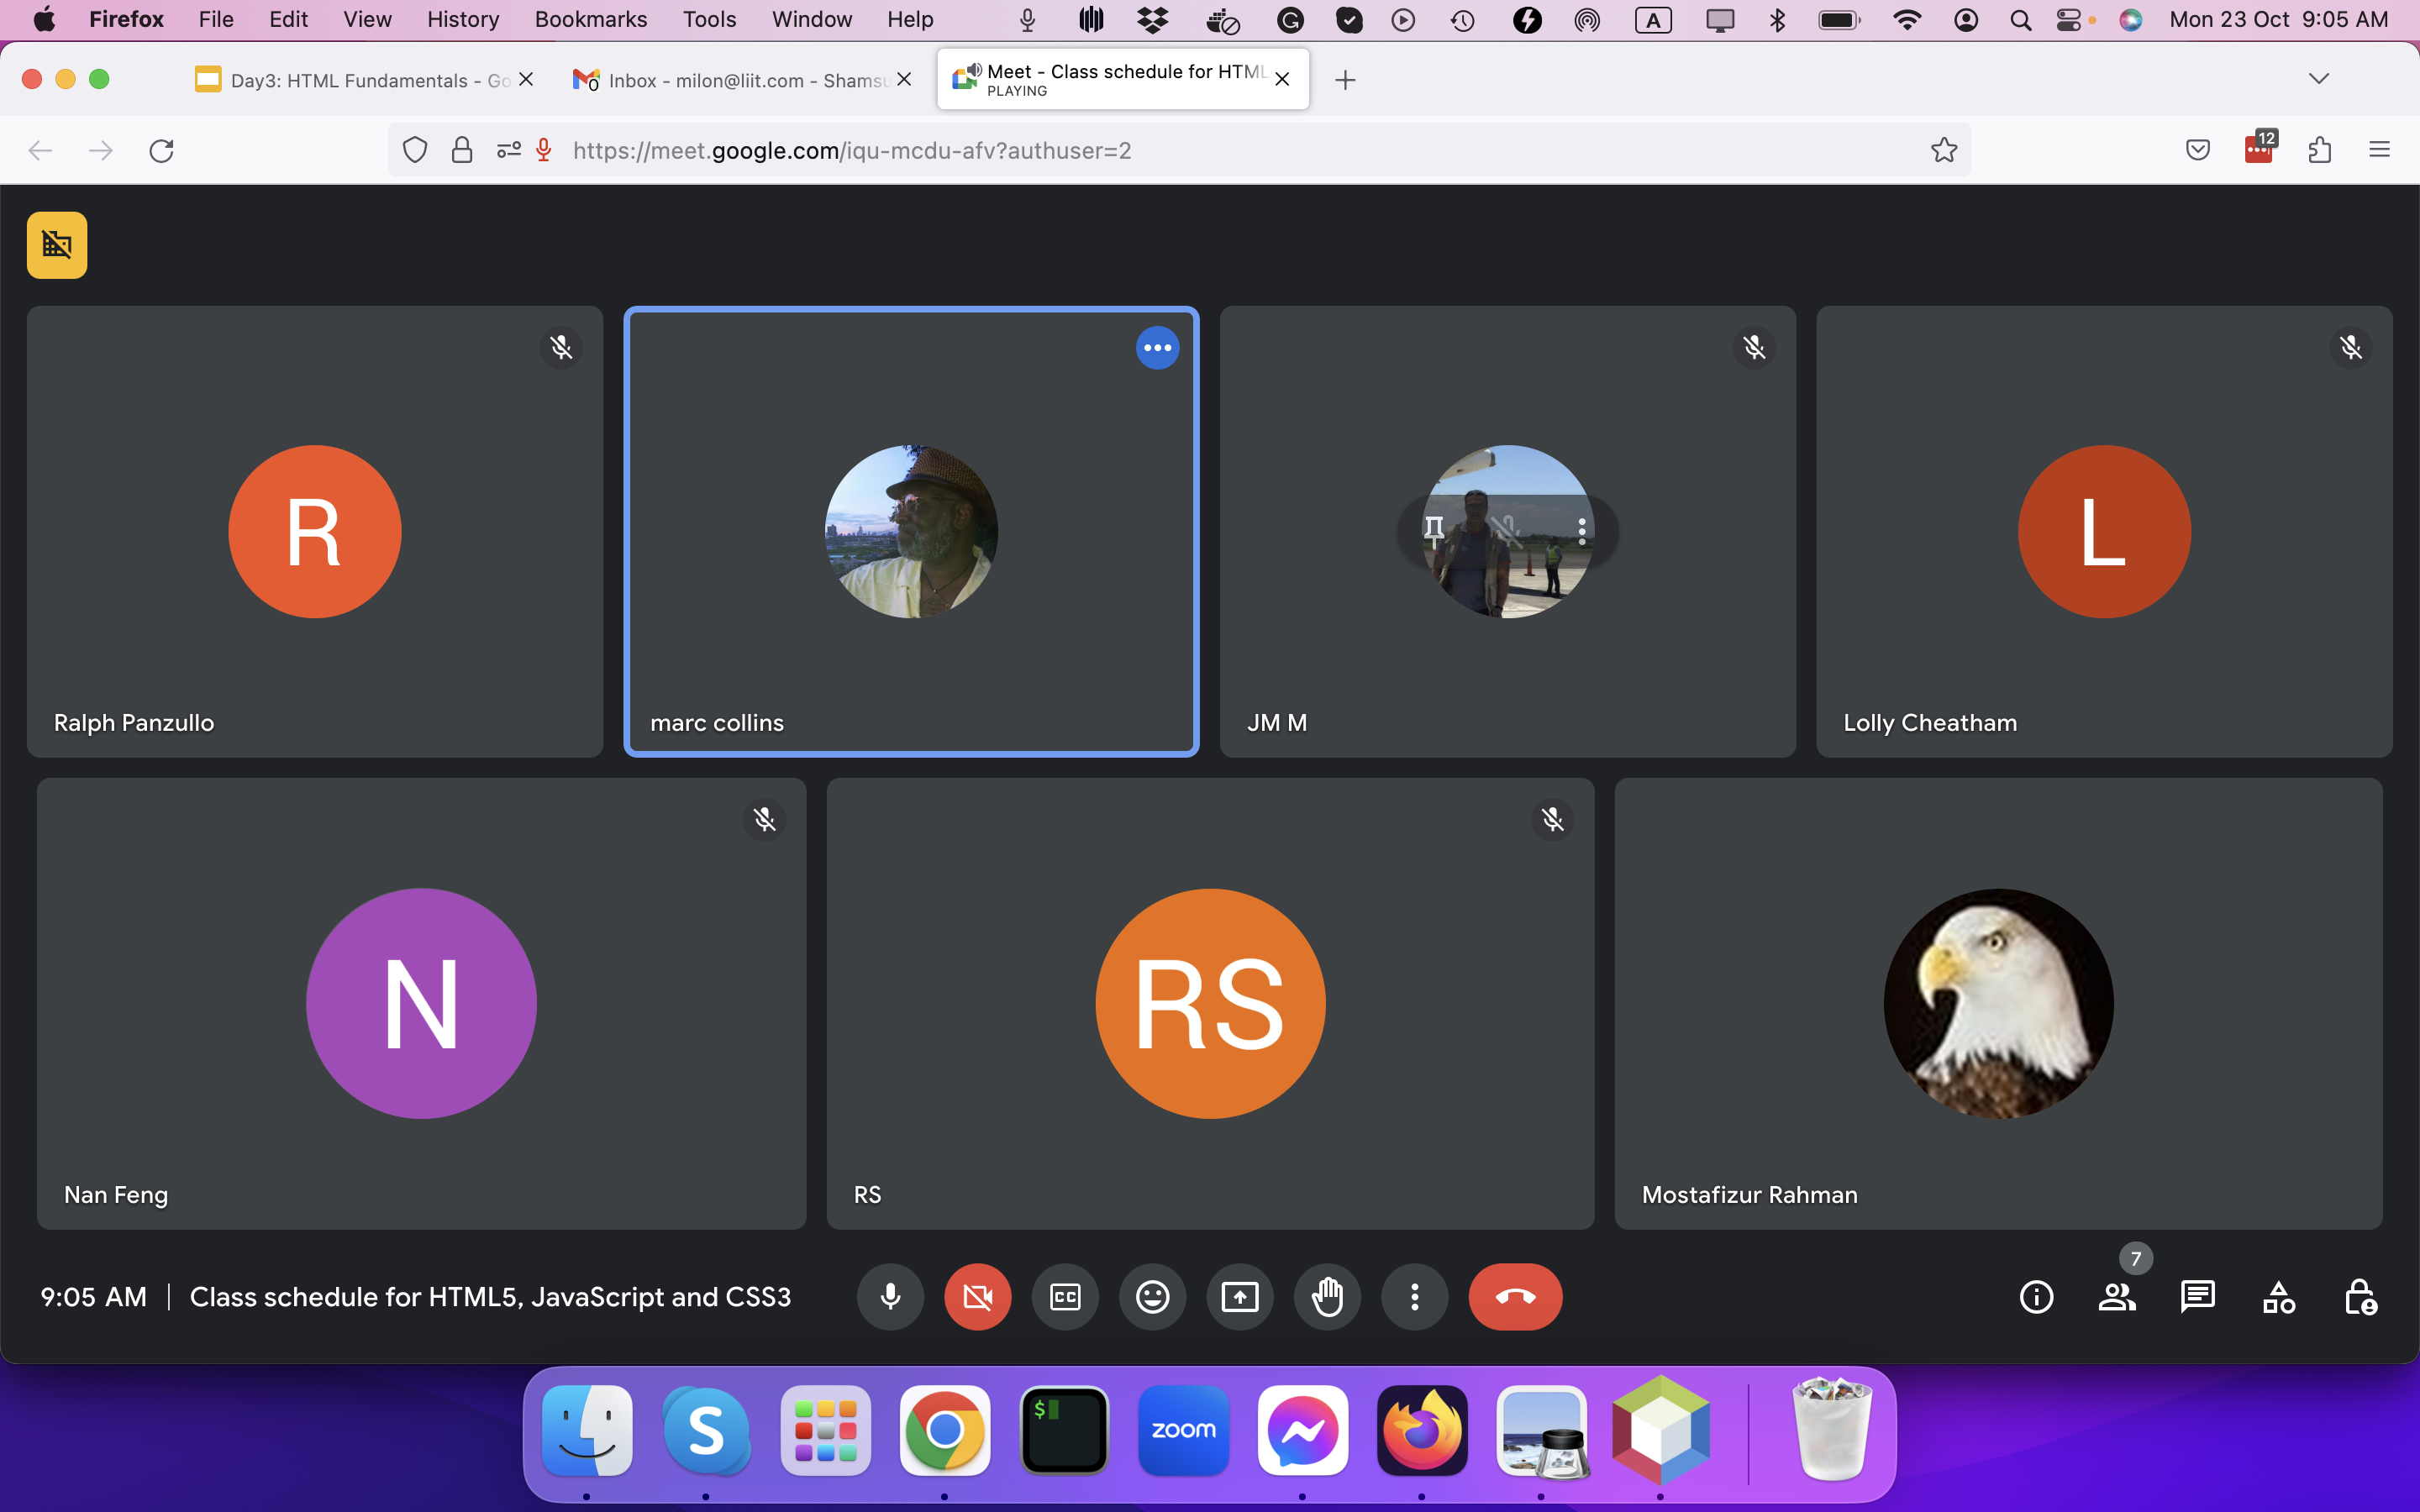 Firefox File Edit View History Bookmarks Tools Window Help A Mon 23 Oct 9:05 AM
Day3: HTML Fundamentals - Go
0 Inbox - milon@liit.com - Shamsu
Meet - Class schedule for HTML
PLAYING
https://meet.google.com/iqu-mcdu-afv?authuser=2
12
R
L
Ralph Panzullo
marc collins
JM M
Lolly Cheatham
N
RS
Nan Feng
RS
Mostafizur Rahman
9:05 AM | Class schedule for HTML5, JavaScript and CSS3
CC
7
S
$
zoom